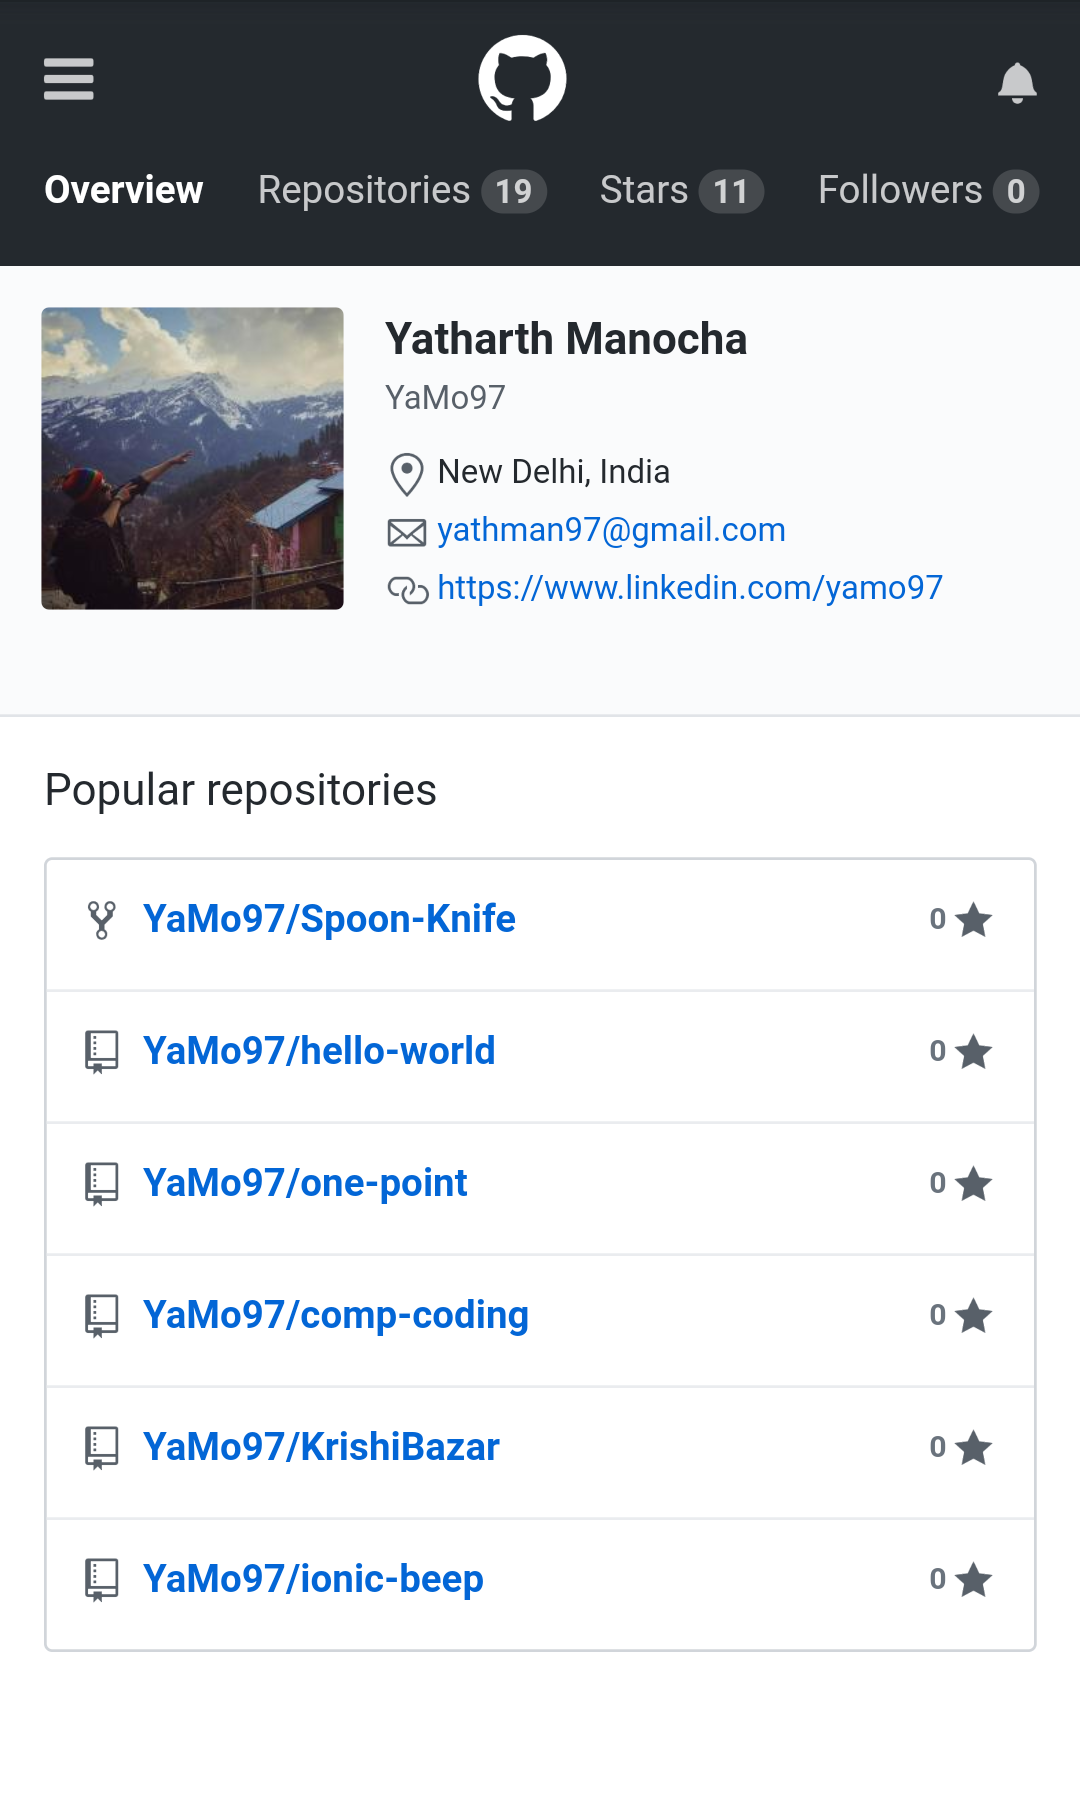 Overview Repositories 19 Stars 11 Followers 0
Yatharth Manocha
YaMo97
New Delhi, India
yathman97@gmail.com
https://www.linkedin.com/yamo97
Popular repositories
YaMo97/Spoon-Knife 0
YaMo97/hello-world 0
YaMo97/one-point 0
YaMo97/comp-coding 0
YaMo97/KrishiBazar 0
YaMo97/ionic-beep 0